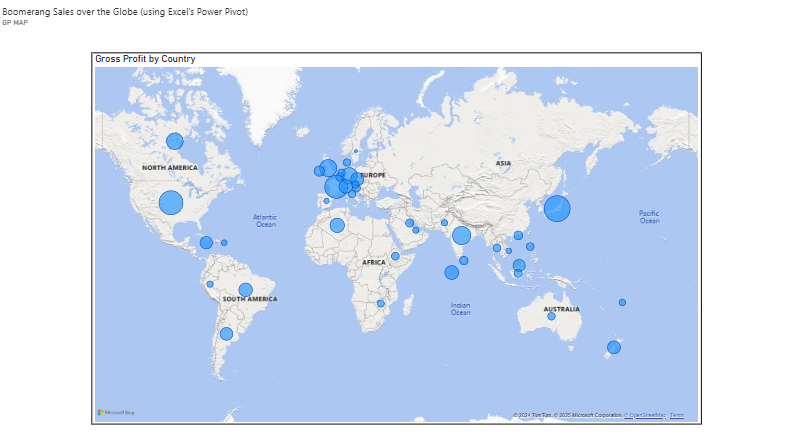 Boomerang Sales over the Globe (using Excel's Power Pivot)
GP MAP
Gross Profit by Country
NORTH AMERICA
EUROPE
ASIA
Atlantic
Ocean
Pacific
Ocean
AFRICA
SOUTH AMERICA
Indian
Ocean
AUSTRALIA
Microsoft Bing
© 2024 TomTom, © 2025 Microsoft Corporation, © OpenStreetMap, Terms